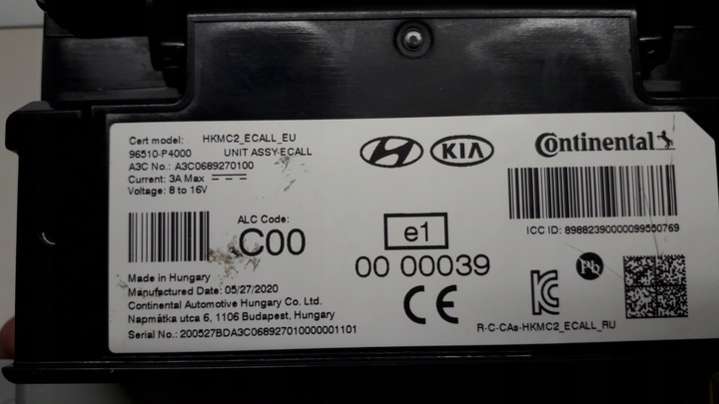 Cert model: HKMC2_ECALL_EU
96510-P4000 UNIT ASSY-ECALL
A3C No.: A3C0689270100
Current: 3A Max
Voltage: 8 to 16V
KIA
Continental
ICC ID: 89882390000099550769
ALC Code:
C00
e1
00 00039
CE
Pb
Made in Hungary
Manufactured Date: 05/27/2020
Continental Automotive Hungary Co. Ltd.
Napmátka utca 6, 1106 Budapest, Hungary
Serial No.: 200527BDA3C068927010000001101
R-C-CAs-HKMC2_ECALL_RU